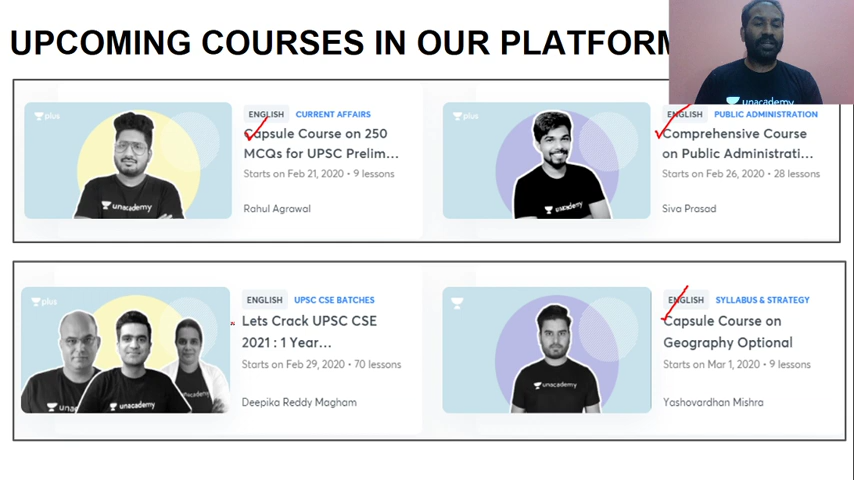 UPCOMING COURSES IN OUR PLATFORM
unacademy
plus
unacademy
ENGLISH CURRENT AFFAIRS
Capsule Course on 250
MCQs for UPSC Prelim...
Starts on Feb 21, 2020 • 9 lessons
Rahul Agrawal
plus
unacademy
ENGLISH PUBLIC ADMINISTRATION
Comprehensive Course
on Public Administrati...
Starts on Feb 26, 2020 • 28 lessons
Siva Prasad
plus
unacademy
ENGLISH UPSC CSE BATCHES
Lets Crack UPSC CSE
2021 : 1 Year...
Starts on Feb 29, 2020 • 70 lessons
Deepika Reddy Magham
unacademy
ENGLISH SYLLABUS & STRATEGY
Capsule Course on
Geography Optional
Starts on Mar 1, 2020 • 9 lessons
Yashovardhan Mishra